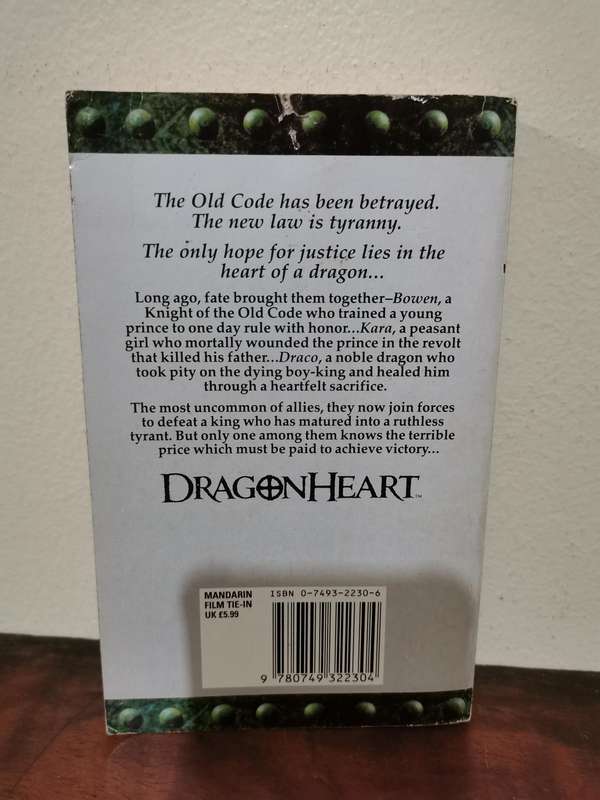 The Old Code has been betrayed.
The new law is tyranny.
The only hope for justice lies in the
heart of a dragon...
Long ago, fate brought them together–Bowen, a
Knight of the Old Code who trained a young
prince to one day rule with honor...Kara, a peasant
girl who mortally wounded the prince in the revolt
that killed his father...Draco, a noble dragon who
took pity on the dying boy-king and healed him
through a heartfelt sacrifice.
The most uncommon of allies, they now join forces
to defeat a king who has matured into a ruthless
tyrant. But only one among them knows the terrible
price which must be paid to achieve victory...
DRAGONHEART™
MANDARIN
FILM TIE-IN
UK £5.99
ISBN 0-7493-2230-6
9 780749 322304